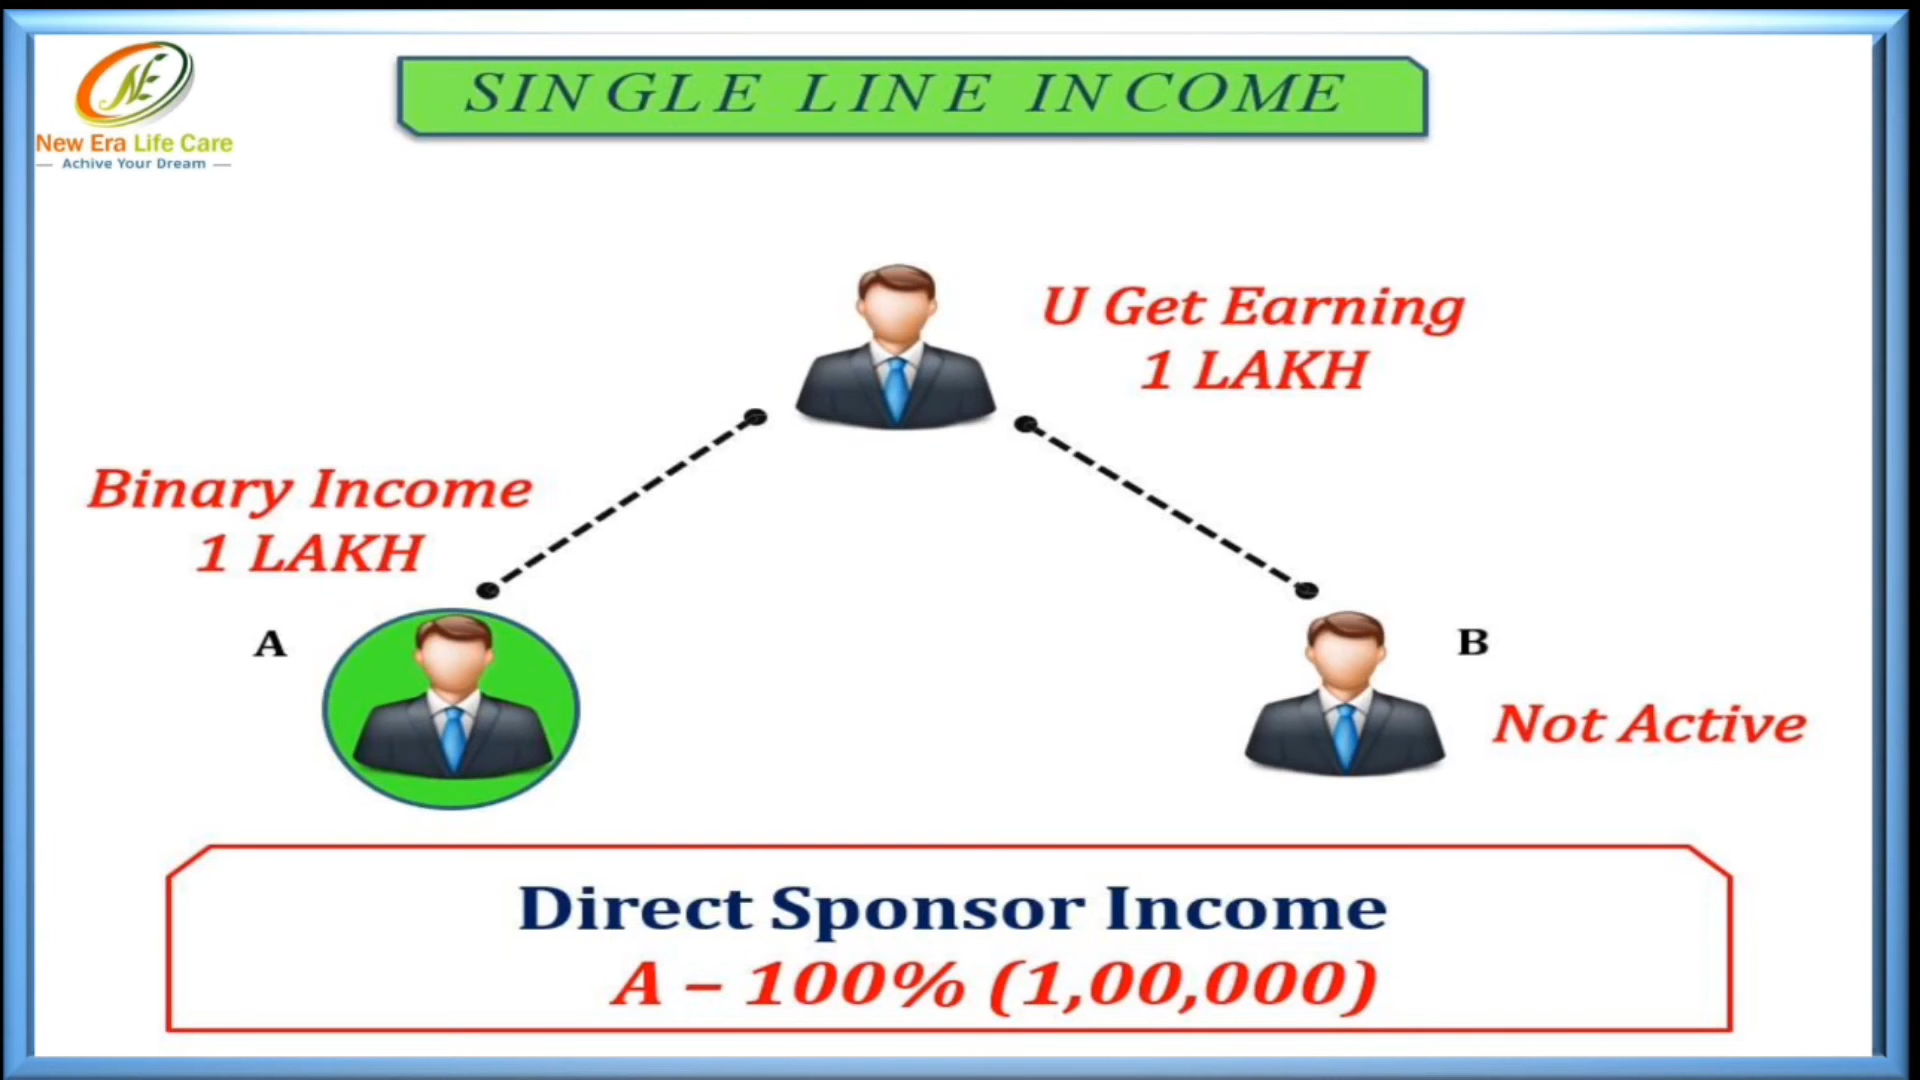 New Era Life Care
Achive Your Dream
SINGLE LINE INCOME
U Get Earning
1 LAKH
Binary Income
1 LAKH
A
B
Not Active
Direct Sponsor Income
A – 100% (1,00,000)